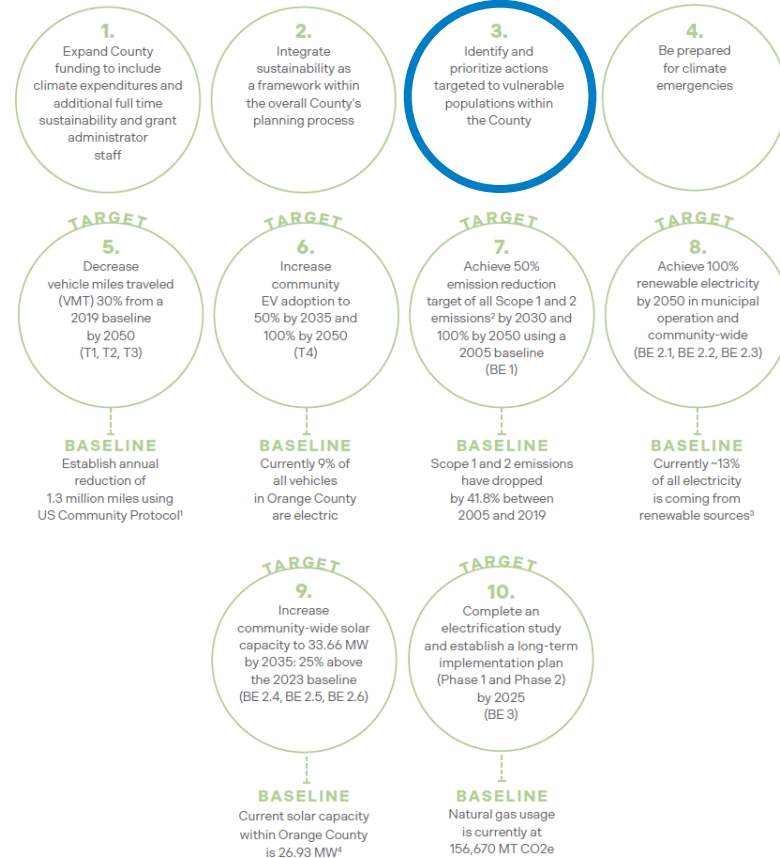 1.
Expand County
funding to include
climate expenditures and
additional full time
sustainability and grant
administrator
staff
2.
Integrate
sustainability as
a framework within
the overall County's
planning process
3.
Identify and
prioritize actions
targeted to vulnerable
populations within
the County
4.
Be prepared
for climate
emergencies
TARGET
5.
Decrease
vehicle miles traveled
(VMT) 30% from a
2019 baseline
by 2050
(T1, T2, T3)
BASELINE
Establish annual
reduction of
1.3 million miles using
US Community Protocol¹
TARGET
6.
Increase
community
EV adoption to
50% by 2035 and
100% by 2050
(T4)
BASELINE
Currently 9% of
all vehicles
in Orange County
are electric
TARGET
7.
Achieve 50%
emission reduction
target of all Scope 1 and 2
emissions² by 2030 and
100% by 2050 using a
2005 baseline
(BE 1)
BASELINE
Scope 1 and 2 emissions
have dropped
by 41.8% between
2005 and 2019
TARGET
8.
Achieve 100%
renewable electricity
by 2050 in municipal
operation and
community-wide
(BE 2.1, BE 2.2, BE 2.3)
BASELINE
Currently ~13%
of all electricity
is coming from
renewable sources³
TARGET
9.
Increase
community-wide solar
capacity to 33.66 MW
by 2035: 25% above
the 2023 baseline
(BE 2.4, BE 2.5, BE 2.6)
BASELINE
Current solar capacity
within Orange County
is 26.93 MW⁴
TARGET
10.
Complete an
electrification study
and establish a long-term
implementation plan
(Phase 1 and Phase 2)
by 2025
(BE 3)
BASELINE
Natural gas usage
is currently at
156,670 MT CO2e